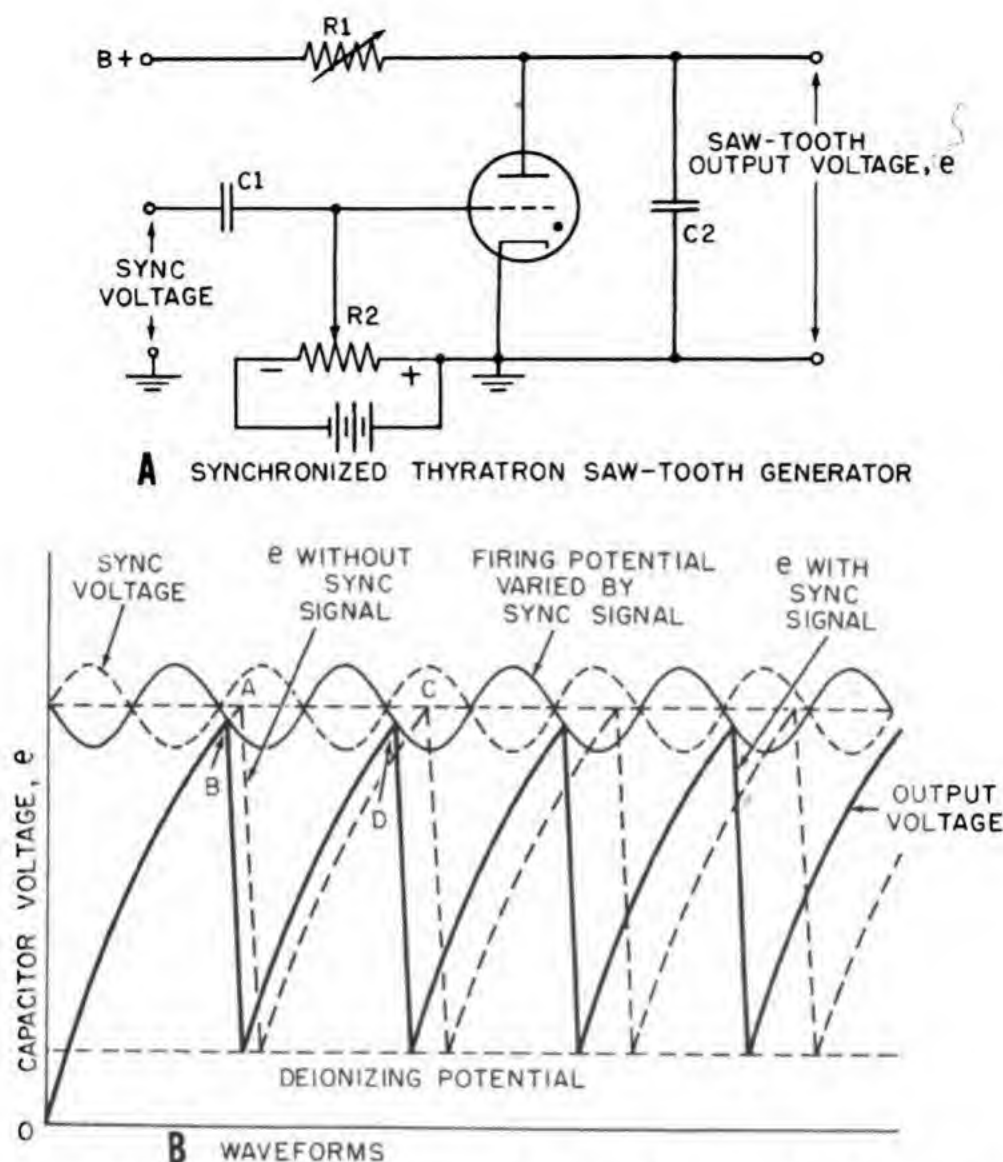 R1
B+
SAW-TOOTH
OUTPUT VOLTAGE, e
C1
C2
SYNC
VOLTAGE
R2
−
+
A SYNCHRONIZED THYRATRON SAW-TOOTH GENERATOR
SYNC
VOLTAGE
e WITHOUT
SYNC
SIGNAL
FIRING POTENTIAL
VARIED BY
SYNC SIGNAL
e WITH
SYNC
SIGNAL
A
C
B
D
OUTPUT
VOLTAGE
CAPACITOR VOLTAGE, e
DEIONIZING POTENTIAL
O
B WAVEFORMS